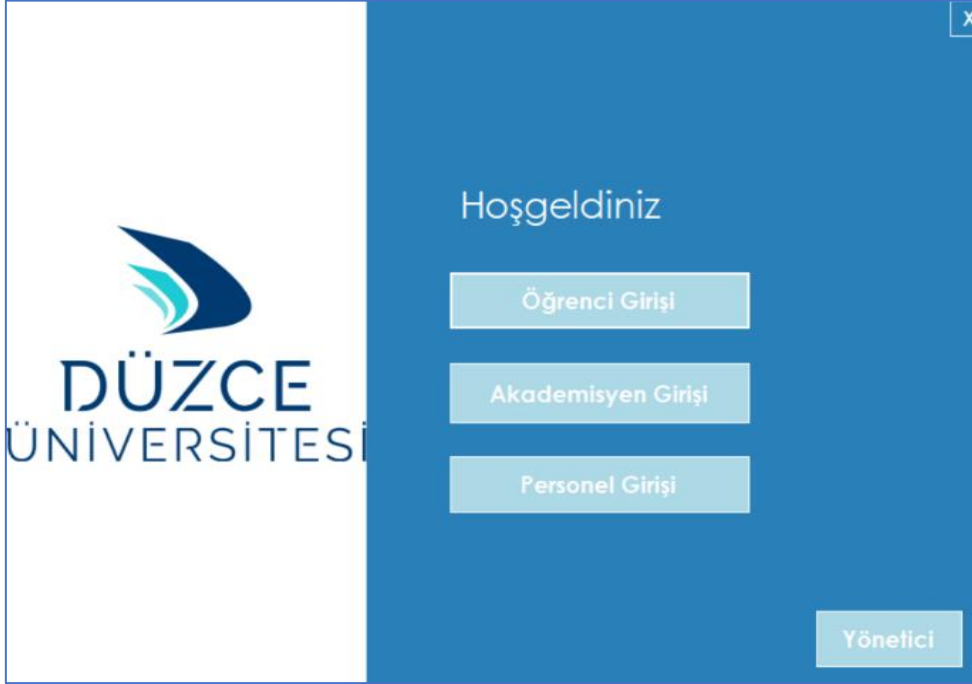 X
Hoşgeldiniz
Öğrenci Girişi
DÜZCE
ÜNİVERSİTESİ
Akademisyen Girişi
Personel Girişi
Yönetici